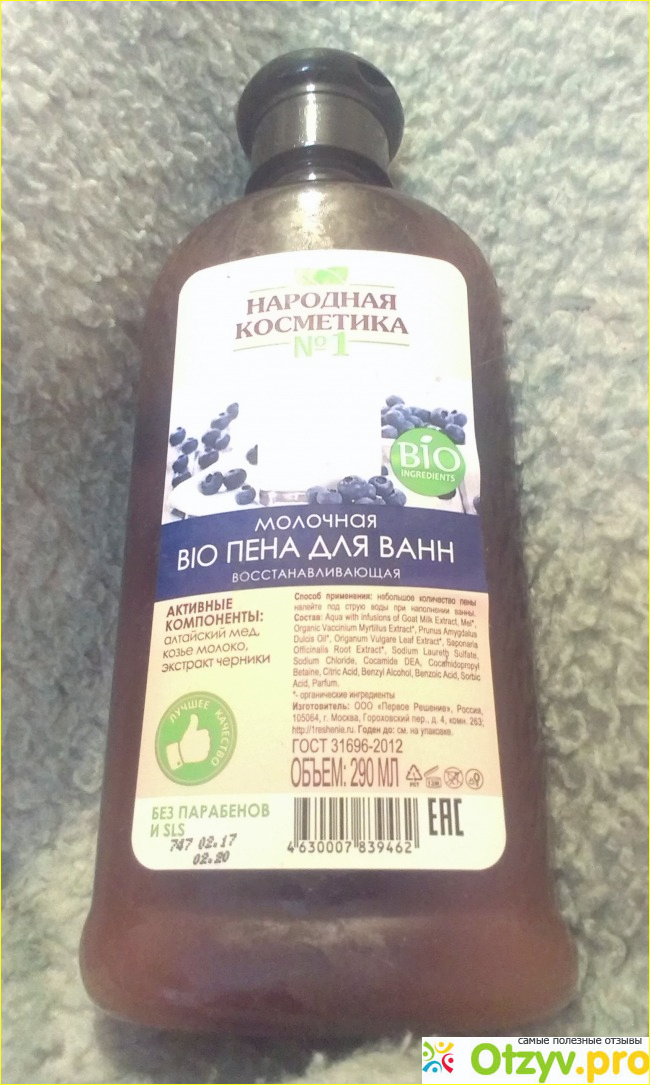 НАРОДНАЯ
КОСМЕТИКА
№1
BIO
INGREDIENTS
МОЛОЧНАЯ
BIO ПЕНА ДЛЯ ВАНН
ВОССТАНАВЛИВАЮЩАЯ
АКТИВНЫЕ
КОМПОНЕНТЫ:
алтайский мед,
козье молоко,
экстракт черники
ЛУЧШЕЕ КАЧЕСТВО
БЕЗ ПАРАБЕНОВ
И SLS
747 02.17
02.20
Способ применения: небольшое количество пены
налейте под струю воды при наполнении ванны.
Состав: Aqua with infusions of Goat Milk Extract, Mel*,
Organic Vaccinium Myrtillus Extract*, Prunus Amygdalus
Dulcis Oil*, Origanum Vulgare Leaf Extract*, Saponaria
Officinalis Root Extract*, Sodium Laureth Sulfate,
Sodium Chloride, Cocamide DEA, Cocamidopropyl
Betaine, Citric Acid, Benzyl Alcohol, Benzoic Acid, Sorbic
Acid, Parfum.
*- органические ингредиенты
Изготовитель: ООО «Первое Решение», Россия,
105064, г. Москва, Гороховский пер., д. 4, комн. 263;
http://1reshenie.ru. Годен до: см. на упаковке.
ГОСТ 31696-2012
ОБЪЕМ: 290 МЛ
PET
12M
4630007839462
EAC
самые полезные отзывы
Otzyv.pro